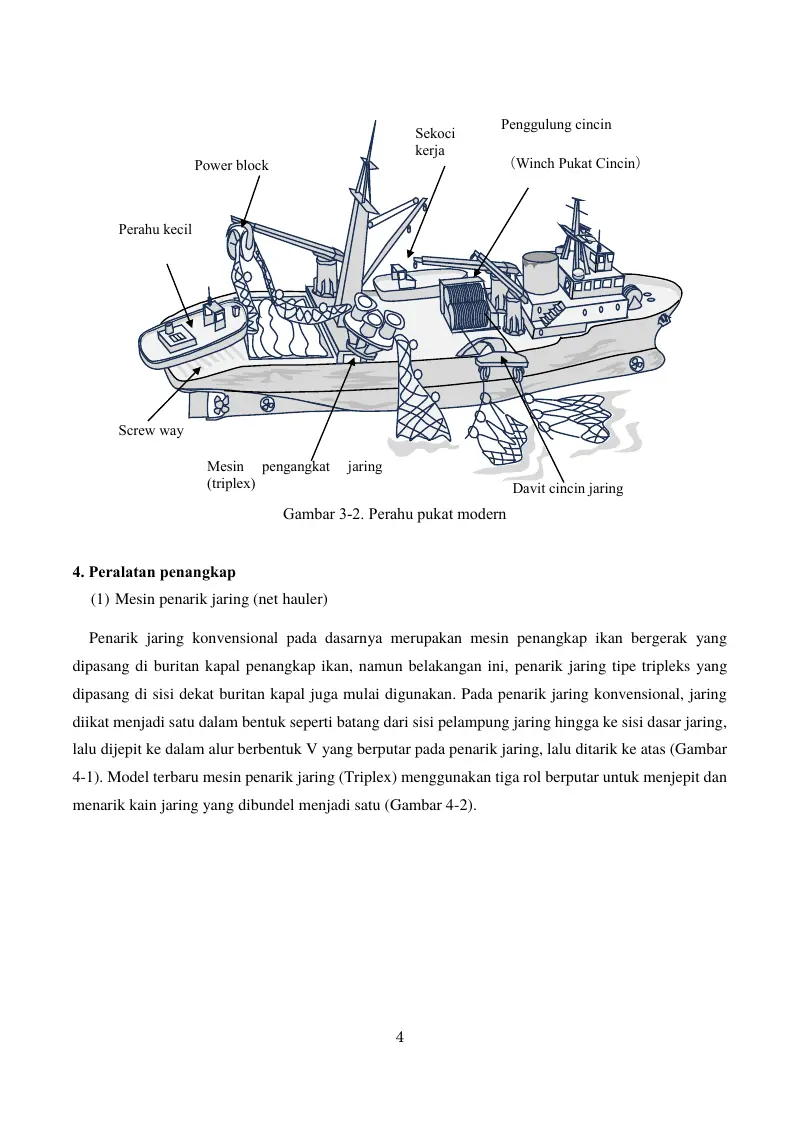 Sekoci
kerja
Penggulung cincin
（Winch Pukat Cincin）
Power block
Perahu kecil
Screw way
Mesin pengangkat jaring
(triplex)
Davit cincin jaring
Gambar 3-2. Perahu pukat modern
4. Peralatan penangkap
(1) Mesin penarik jaring (net hauler)
Penarik jaring konvensional pada dasarnya merupakan mesin penangkap ikan bergerak yang
dipasang di buritan kapal penangkap ikan, namun belakangan ini, penarik jaring tipe tripleks yang
dipasang di sisi dekat buritan kapal juga mulai digunakan. Pada penarik jaring konvensional, jaring
diikat menjadi satu dalam bentuk seperti batang dari sisi pelampung jaring hingga ke sisi dasar jaring,
lalu dijepit ke dalam alur berbentuk V yang berputar pada penarik jaring, lalu ditarik ke atas (Gambar
4-1). Model terbaru mesin penarik jaring (Triplex) menggunakan tiga rol berputar untuk menjepit dan
menarik kain jaring yang dibundel menjadi satu (Gambar 4-2).
4